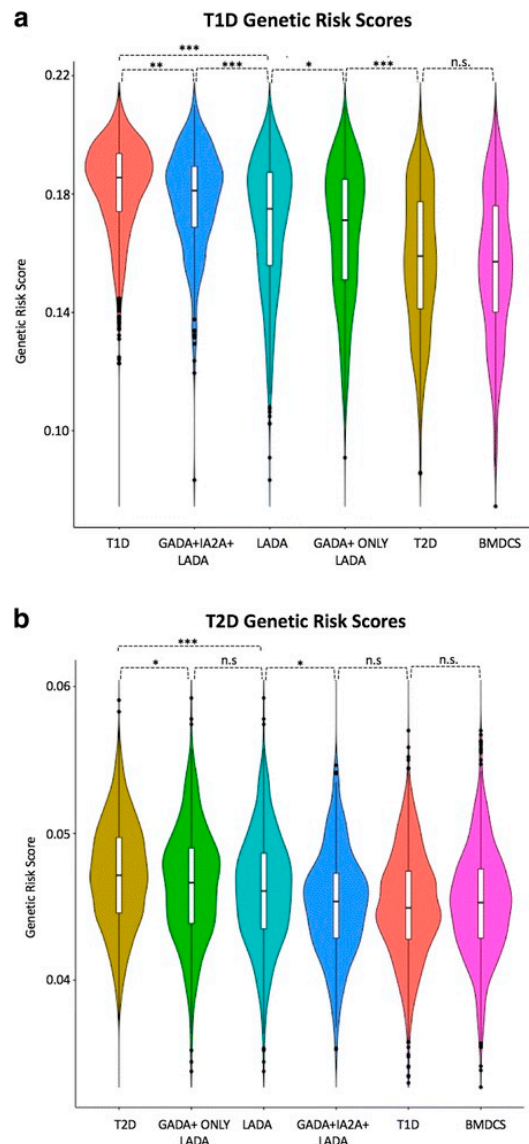 a
T1D Genetic Risk Scores
***
** *** * *** n.s.
0.22
0.18
0.14
0.10
Genetic Risk Score
T1D GADA+IA2A+ LADA GADA+ ONLY T2D BMDCS
LADA LADA
b
T2D Genetic Risk Scores
***
* n.s * n.s n.s.
0.06
0.05
0.04
Genetic Risk Score
T2D GADA+ ONLY LADA GADA+IA2A+ T1D BMDCS
LADA LADA